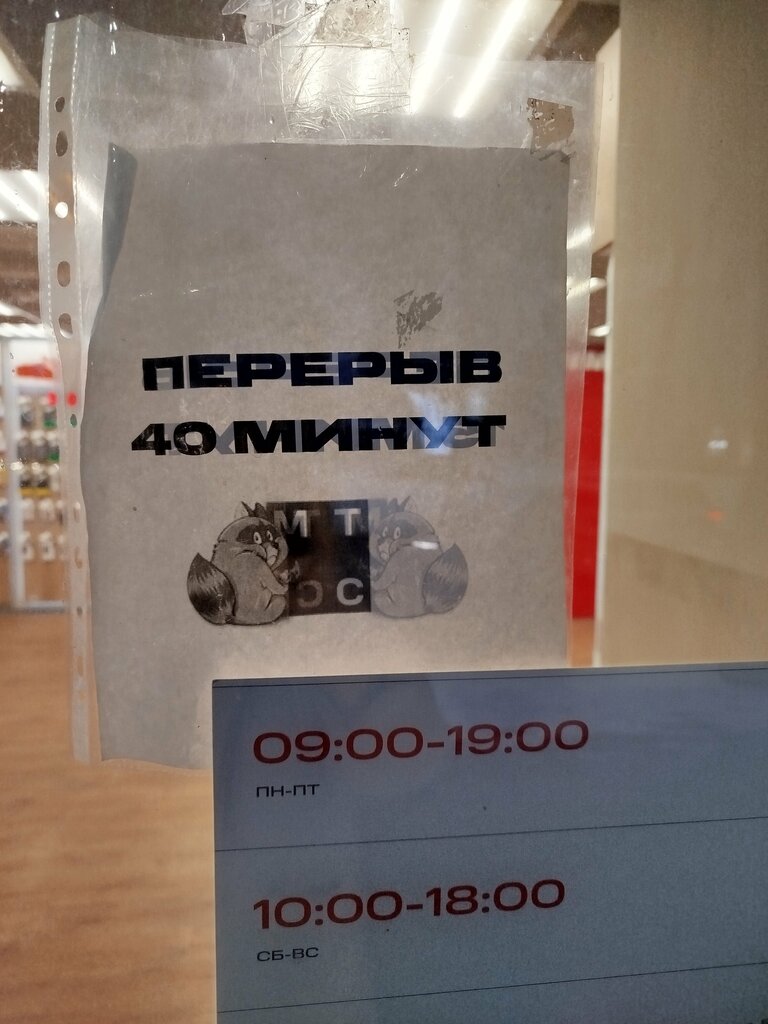 ПЕРЕРЫВ
40 МИНУТ
М Т
С
09:00-19:00
ПН-ПТ
10:00-18:00
СБ-ВС